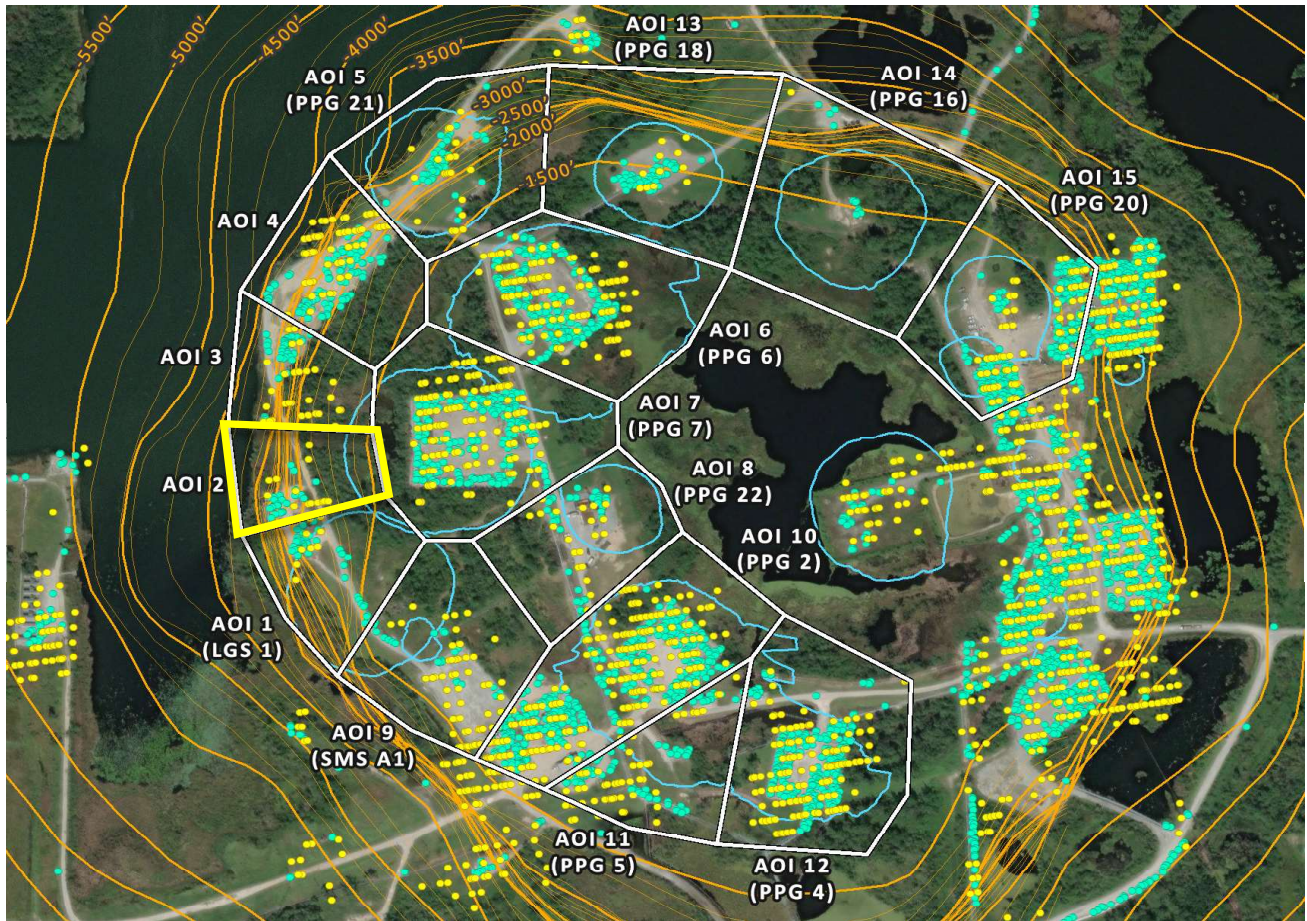 -5500'
-5000'
-4500'
-4000'
-3500'
-3000'
-2500'
-2000'
-1500'
AOI 13
(PPG 18)
AOI 5
(PPG 21)
AOI 14
(PPG 16)
AOI 15
(PPG 20)
AOI 4
AOI 3
AOI 6
(PPG 6)
AOI 7
(PPG 7)
AOI 2
AOI 8
(PPG 22)
AOI 10
(PPG 2)
AOI 1
(LGS 1)
AOI 9
(SMS A1)
AOI 11
(PPG 5)
AOI 12
(PPG 4)